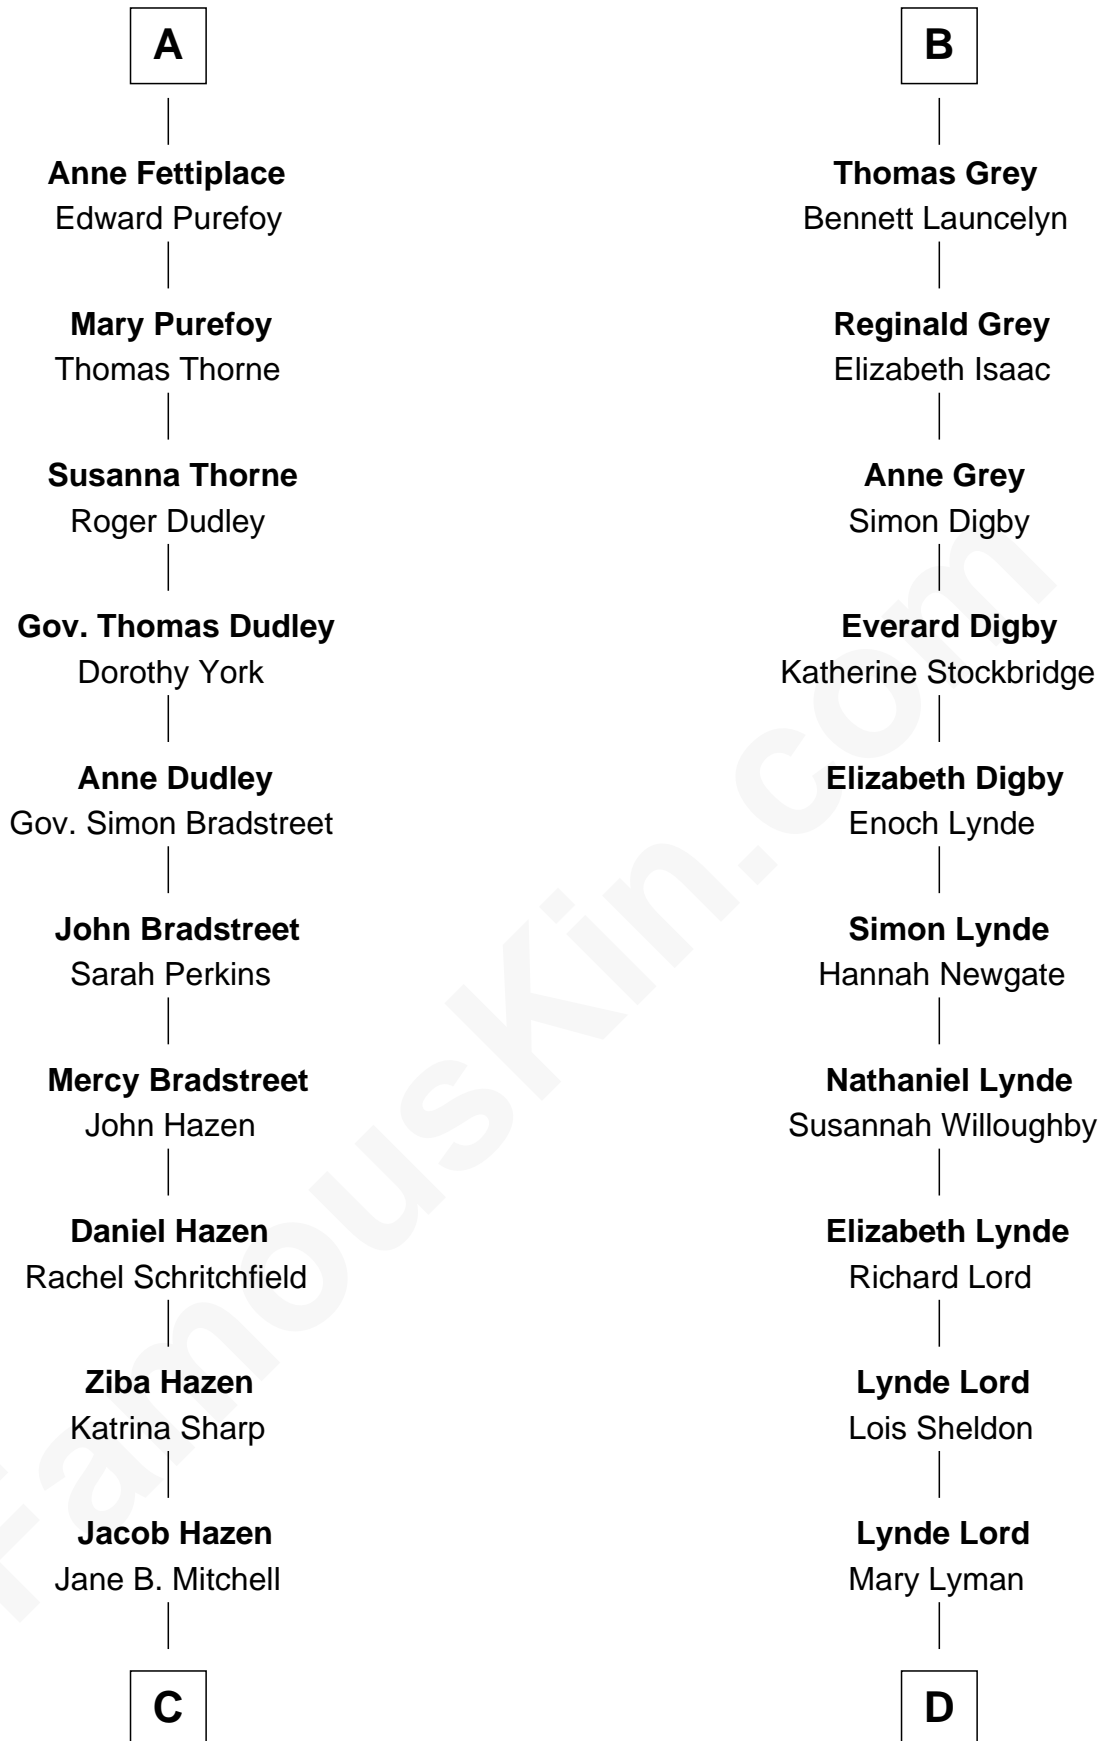 A
Anne Fettiplace
Edward Purefoy
Mary Purefoy
Thomas Thorne
Susanna Thorne
Roger Dudley
Gov. Thomas Dudley
Dorothy York
Anne Dudley
Gov. Simon Bradstreet
John Bradstreet
Sarah Perkins
Mercy Bradstreet
John Hazen
Daniel Hazen
Rachel Schritchfield
Ziba Hazen
Katrina Sharp
Jacob Hazen
Jane B. Mitchell
C
B
Thomas Grey
Bennett Launcelyn
Reginald Grey
Elizabeth Isaac
Anne Grey
Simon Digby
Everard Digby
Katherine Stockbridge
Elizabeth Digby
Enoch Lynde
Simon Lynde
Hannah Newgate
Nathaniel Lynde
Susannah Willoughby
Elizabeth Lynde
Richard Lord
Lynde Lord
Lois Sheldon
Lynde Lord
Mary Lyman
D
FamousKin.com